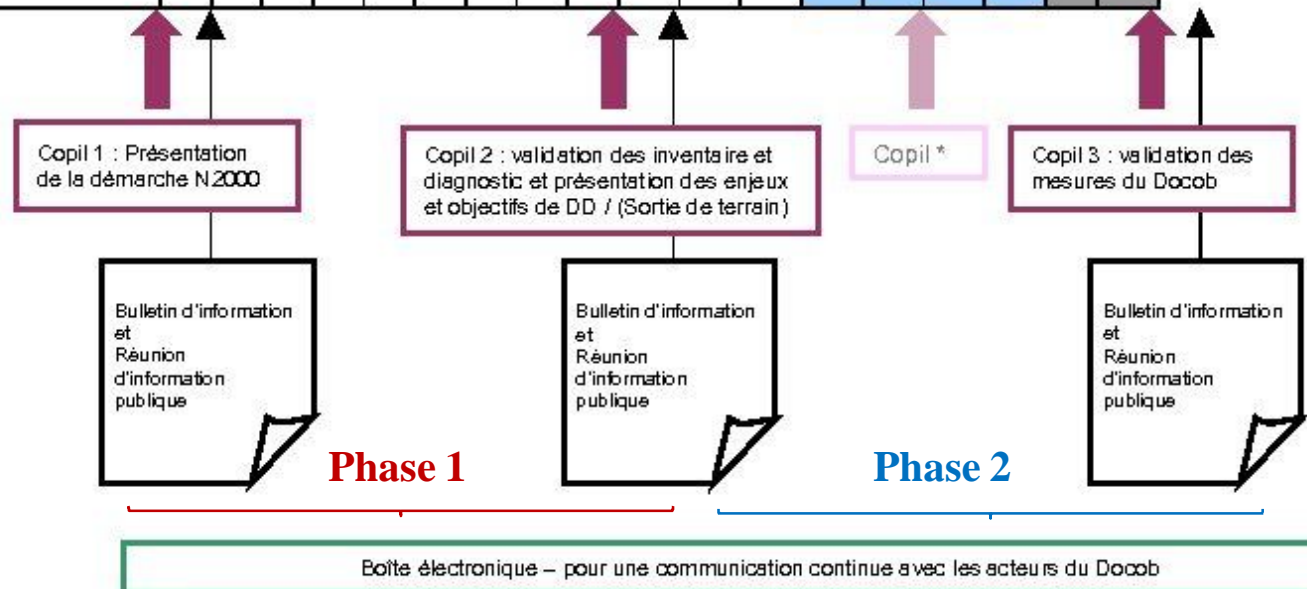 Copil 1 : Présentation
de la démarche N2000
Copil 2 : validation des inventaire et
diagnostic et présentation des enjeux
et objectifs de DD / (Sortie de terrain)
Copil *
Copil 3 : validation des
mesures du Docob
Bulletin d'information
et
Réunion
d'information
publique
Bulletin d'information
et
Réunion
d'information
publique
Bulletin d'information
et
Réunion
d'information
publique
Phase 1
Phase 2
Boîte électronique – pour une communication continue avec les acteurs du Docob